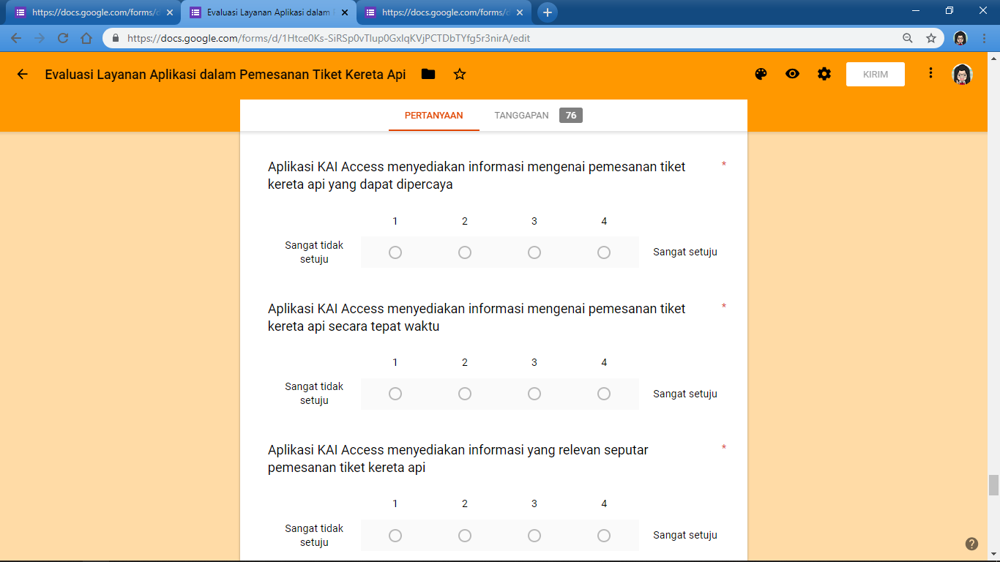 https://docs.google.com/forms/d
Evaluasi Layanan Aplikasi dalam
https://docs.google.com/forms/d
https://docs.google.com/forms/d/1Htce0Ks-SiRSp0vTlup0GxIqKVjPCTDbTYfg5r3nirA/edit
Evaluasi Layanan Aplikasi dalam Pemesanan Tiket Kereta Api
KIRIM
PERTANYAAN
TANGGAPAN 76
Aplikasi KAI Access menyediakan informasi mengenai pemesanan tiket *
kereta api yang dapat dipercaya
1 2 3 4
Sangat tidak
setuju
Sangat setuju
Aplikasi KAI Access menyediakan informasi mengenai pemesanan tiket *
kereta api secara tepat waktu
1 2 3 4
Sangat tidak
setuju
Sangat setuju
Aplikasi KAI Access menyediakan informasi yang relevan seputar *
pemesanan tiket kereta api
1 2 3 4
Sangat tidak
setuju
Sangat setuju